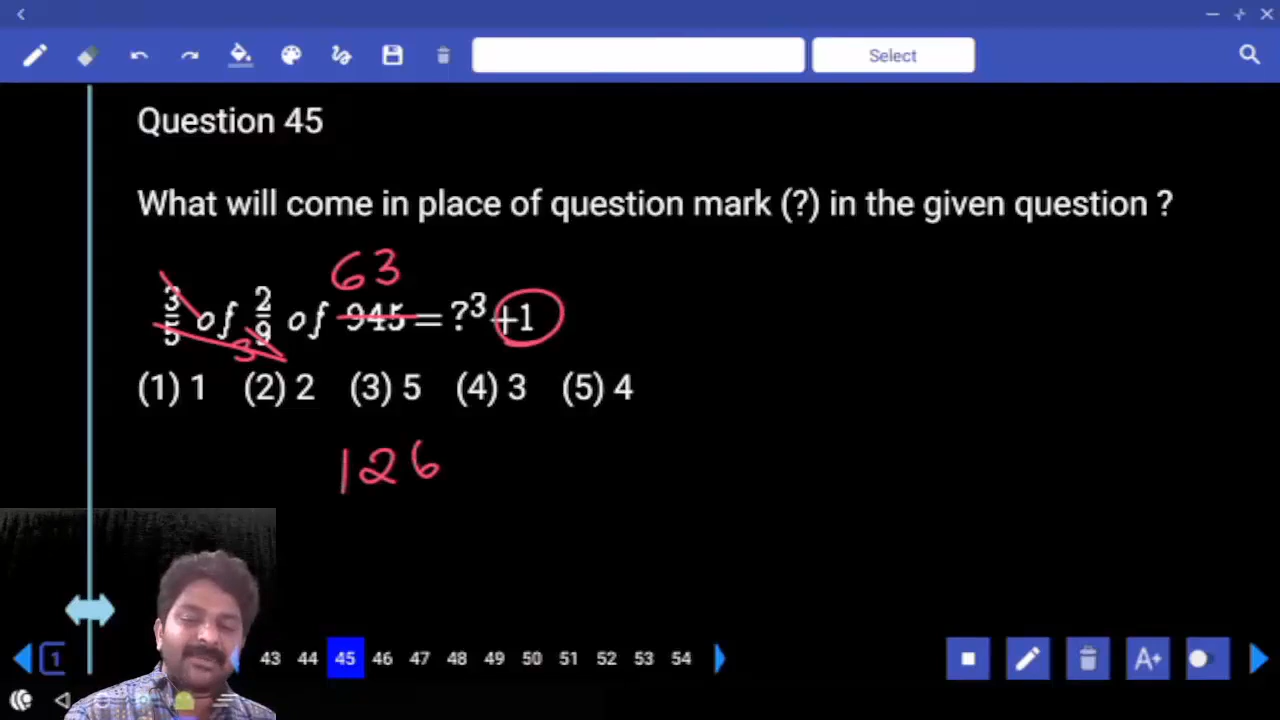 Select
Question 45
What will come in place of question mark (?) in the given question ?
63
3/5 of 2/9 of 945 = ?³ +1
3
(1) 1 (2) 2 (3) 5 (4) 3 (5) 4
126
1 43 44 45 46 47 48 49 50 51 52 53 54 A+